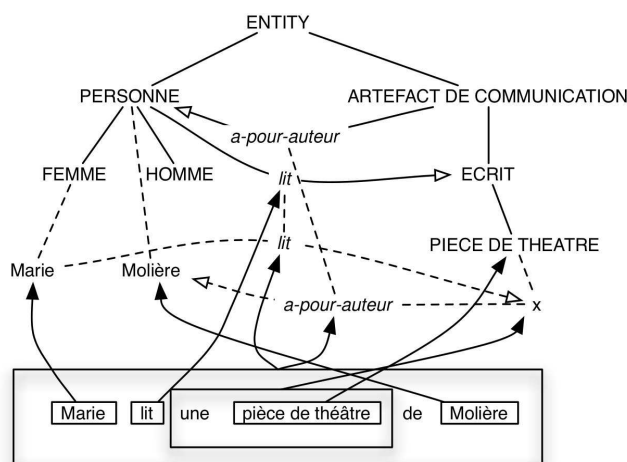 ENTITY
PERSONNE ARTEFACT DE COMMUNICATION
a-pour-auteur
FEMME HOMME lit ECRIT
lit PIECE DE THEATRE
Marie Molière
a-pour-auteur x
Marie lit une pièce de théâtre de Molière